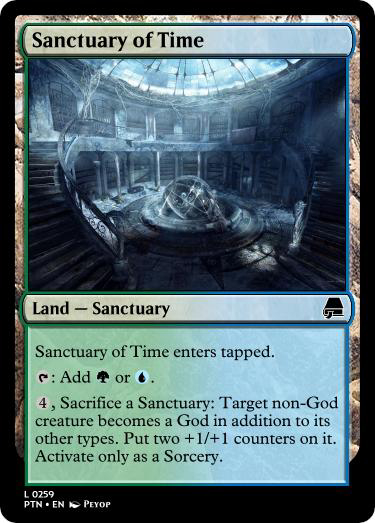 Sanctuary of Time
Land — Sanctuary
Sanctuary of Time enters tapped.
: Add or .
4, Sacrifice a Sanctuary: Target non-God
creature becomes a God in addition to its
other types. Put two +1/+1 counters on it.
Activate only as a Sorcery.
L 0259
PTN • EN Peyop